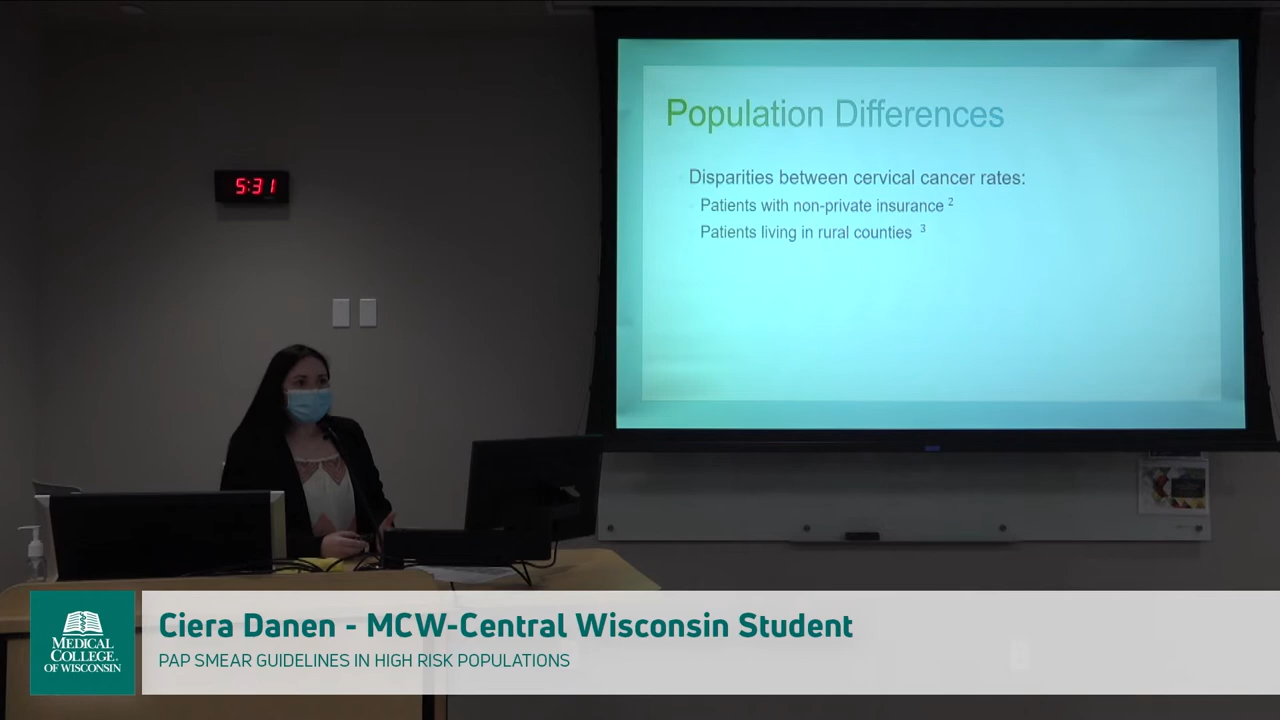 Population Differences
Disparities between cervical cancer rates:
Patients with non-private insurance 2
Patients living in rural counties 3
5:31
Ciera Danen - MCW-Central Wisconsin Student
PAP SMEAR GUIDELINES IN HIGH RISK POPULATIONS
MEDICAL
COLLEGE
OF WISCONSIN